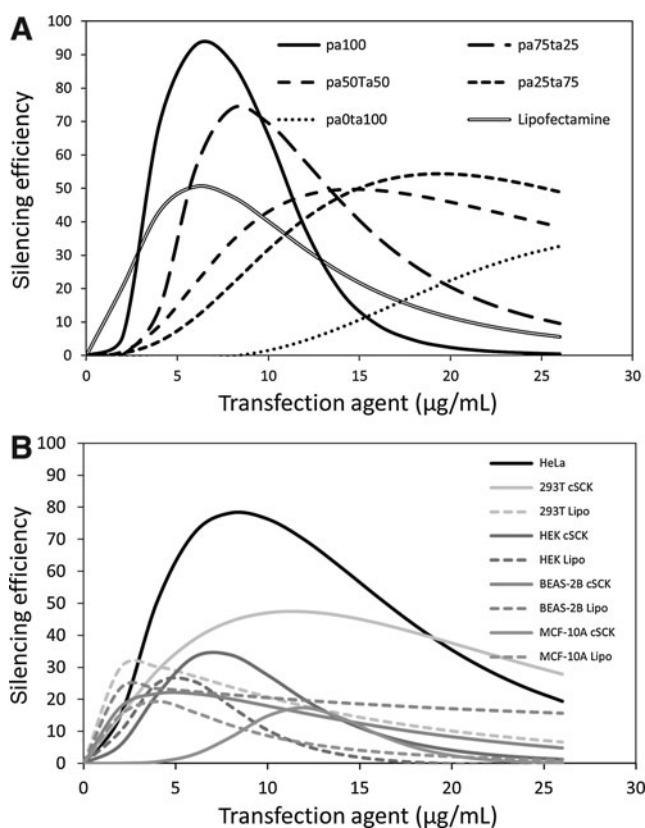 A
100
90
80
70
60
50
40
30
20
10
0
Silencing efficiency
pa100
pa75ta25
pa50Ta50
pa25ta75
pa0ta100
Lipofectamine
0 5 10 15 20 25 30
Transfection agent (µg/mL)
B
100
90
80
70
60
50
40
30
20
10
0
Silencing efficiency
HeLa
293T cSCK
293T Lipo
HEK cSCK
HEK Lipo
BEAS-2B cSCK
BEAS-2B Lipo
MCF-10A cSCK
MCF-10A Lipo
0 5 10 15 20 25 30
Transfection agent (µg/mL)